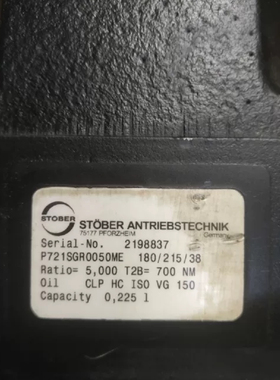 STÖBER
STÖBER ANTRIEBSTECHNIK
75177 PFORZHEIM Germany
Serial-No. 2198837
P721SGR0050ME 180/215/38
Ratio= 5,000 T2B= 700 NM
Oil CLP HC ISO VG 150
Capacity 0,225 l